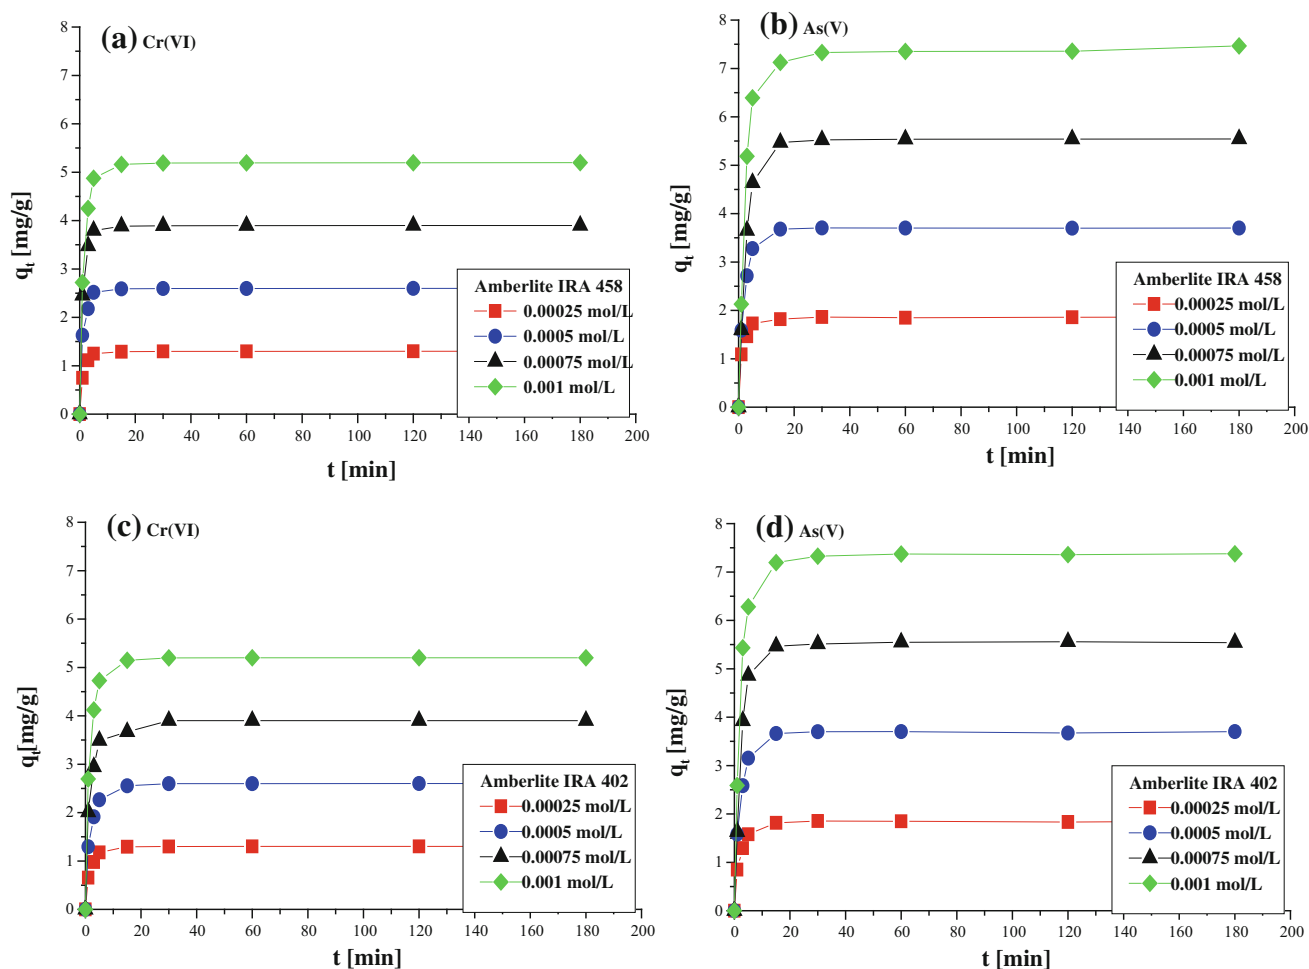 (a) Cr(VI)
8
7
6
5
4
3
2
1
0
qt [mg/g]
Amberlite IRA 458
0.00025 mol/L
0.0005 mol/L
0.00075 mol/L
0.001 mol/L
0 20 40 60 80 100 120 140 160 180 200
t [min]
(b) As(V)
8
7
6
5
4
3
2
1
0
qt [mg/g]
Amberlite IRA 458
0.00025 mol/L
0.0005 mol/L
0.00075 mol/L
0.001 mol/L
0 20 40 60 80 100 120 140 160 180 200
t [min]
(c) Cr(VI)
8
7
6
5
4
3
2
1
0
qt[mg/g]
Amberlite IRA 402
0.00025 mol/L
0.0005 mol/L
0.00075 mol/L
0.001 mol/L
0 20 40 60 80 100 120 140 160 180 200
t [min]
(d) As(V)
8
7
6
5
4
3
2
1
0
qt [mg/g]
Amberlite IRA 402
0.00025 mol/L
0.0005 mol/L
0.00075 mol/L
0.001 mol/L
0 20 40 60 80 100 120 140 160 180 200
t [min]